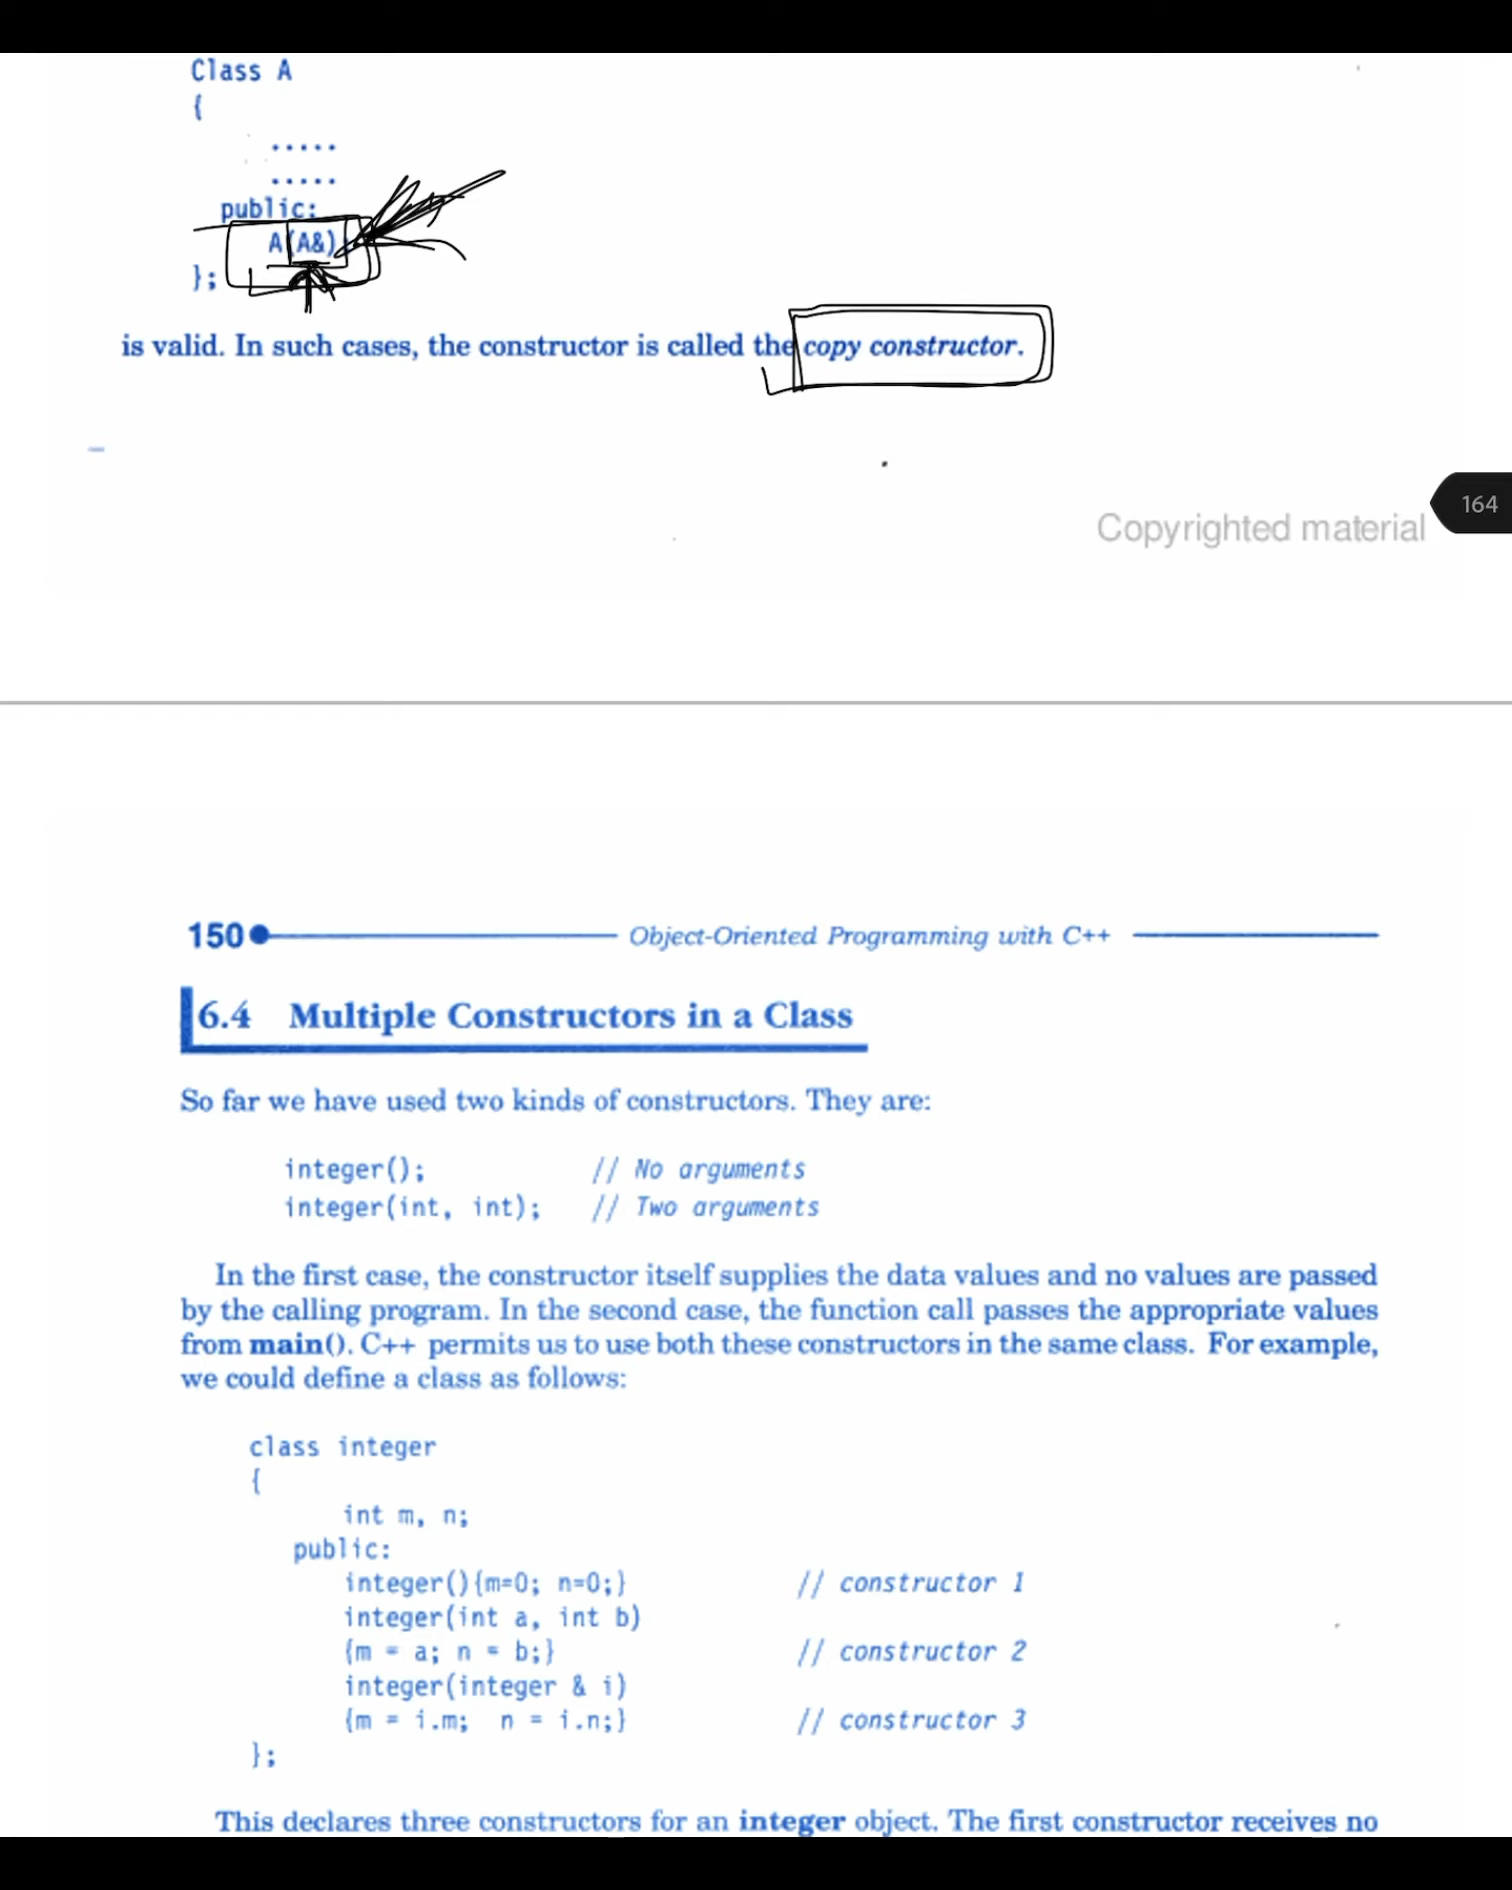 Class A
{
.....
.....
public:
A(A&);
};
is valid. In such cases, the constructor is called the copy constructor.
164
Copyrighted material
150 Object-Oriented Programming with C++
6.4 Multiple Constructors in a Class
So far we have used two kinds of constructors. They are:
integer(); // No arguments
integer(int, int); // Two arguments
In the first case, the constructor itself supplies the data values and no values are passed
by the calling program. In the second case, the function call passes the appropriate values
from main(). C++ permits us to use both these constructors in the same class. For example,
we could define a class as follows:
class integer
{
int m, n;
public:
integer(){m=0; n=0;} // constructor 1
integer(int a, int b)
{m = a; n = b;} // constructor 2
integer(integer & i)
{m = i.m; n = i.n;} // constructor 3
};
This declares three constructors for an integer object. The first constructor receives no